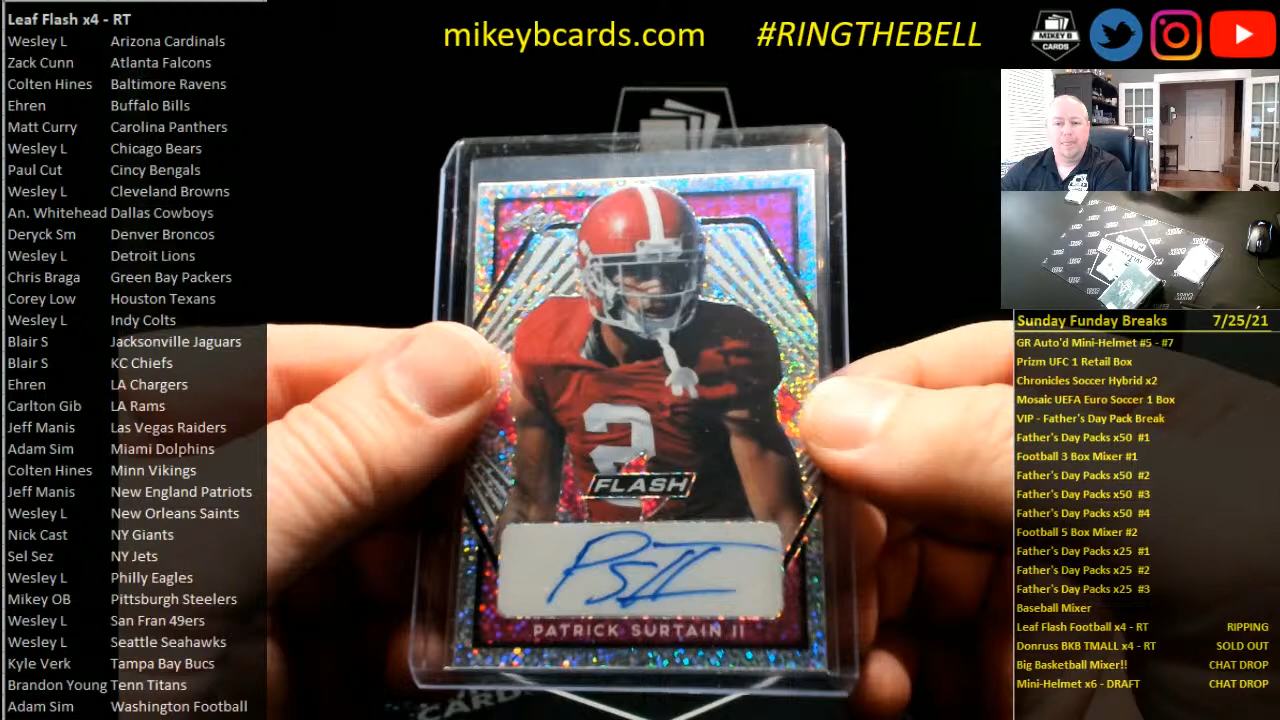 Leaf Flash x4 - RT
Wesley L Arizona Cardinals
Zack Cunn Atlanta Falcons
Colten Hines Baltimore Ravens
Ehren Buffalo Bills
Matt Curry Carolina Panthers
Wesley L Chicago Bears
Paul Cut Cincy Bengals
Wesley L Cleveland Browns
An. Whitehead Dallas Cowboys
Deryck Sm Denver Broncos
Wesley L Detroit Lions
Chris Braga Green Bay Packers
Corey Low Houston Texans
Wesley L Indy Colts
Blair S Jacksonville Jaguars
Blair S KC Chiefs
Ehren LA Chargers
Carlton Gib LA Rams
Jeff Manis Las Vegas Raiders
Adam Sim Miami Dolphins
Colten Hines Minn Vikings
Jeff Manis New England Patriots
Wesley L New Orleans Saints
Nick Cast NY Giants
Sel Sez NY Jets
Wesley L Philly Eagles
Mikey OB Pittsburgh Steelers
Wesley L San Fran 49ers
Wesley L Seattle Seahawks
Kyle Verk Tampa Bay Bucs
Brandon Young Tenn Titans
Adam Sim Washington Football
mikeybcards.com #RINGTHEBELL
MIKEY B
CARDS
Leaf
2
FLASH
PSII
PATRICK SURTAIN II
CARDS
Sunday Funday Breaks 7/25/21
GR Auto'd Mini-Helmet #5 - #7
Prizm UFC 1 Retail Box
Chronicles Soccer Hybrid x2
Mosaic UEFA Euro Soccer 1 Box
VIP - Father's Day Pack Break
Father's Day Packs x50 #1
Football 3 Box Mixer #1
Father's Day Packs x50 #2
Father's Day Packs x50 #3
Father's Day Packs x50 #4
Football 5 Box Mixer #2
Father's Day Packs x25 #1
Father's Day Packs x25 #2
Father's Day Packs x25 #3
Baseball Mixer
Leaf Flash Football x4 - RT RIPPING
Donruss BKB TMALL x4 - RT SOLD OUT
Big Basketball Mixer!! CHAT DROP
Mini-Helmet x6 - DRAFT CHAT DROP